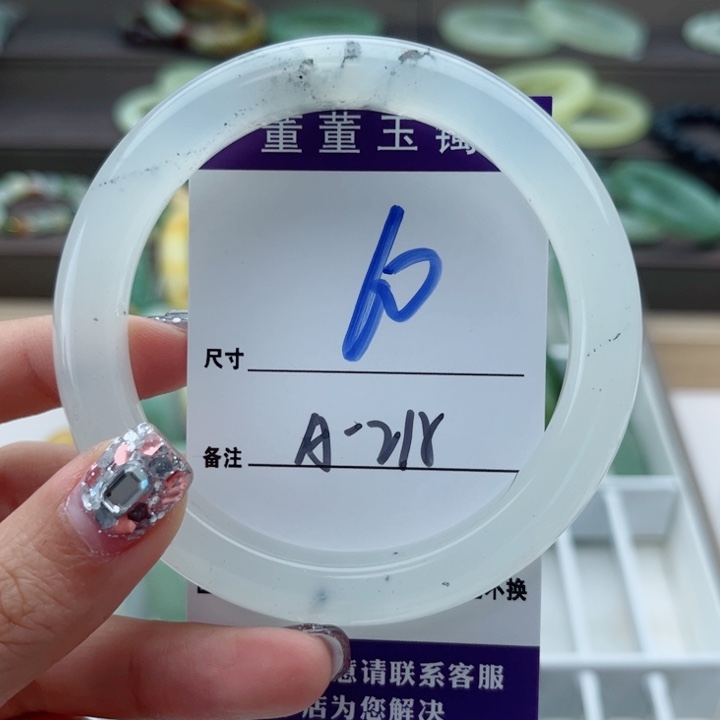 董董玉镯
尺寸
备注 A-218
不换
意请联系客服
店为您解决